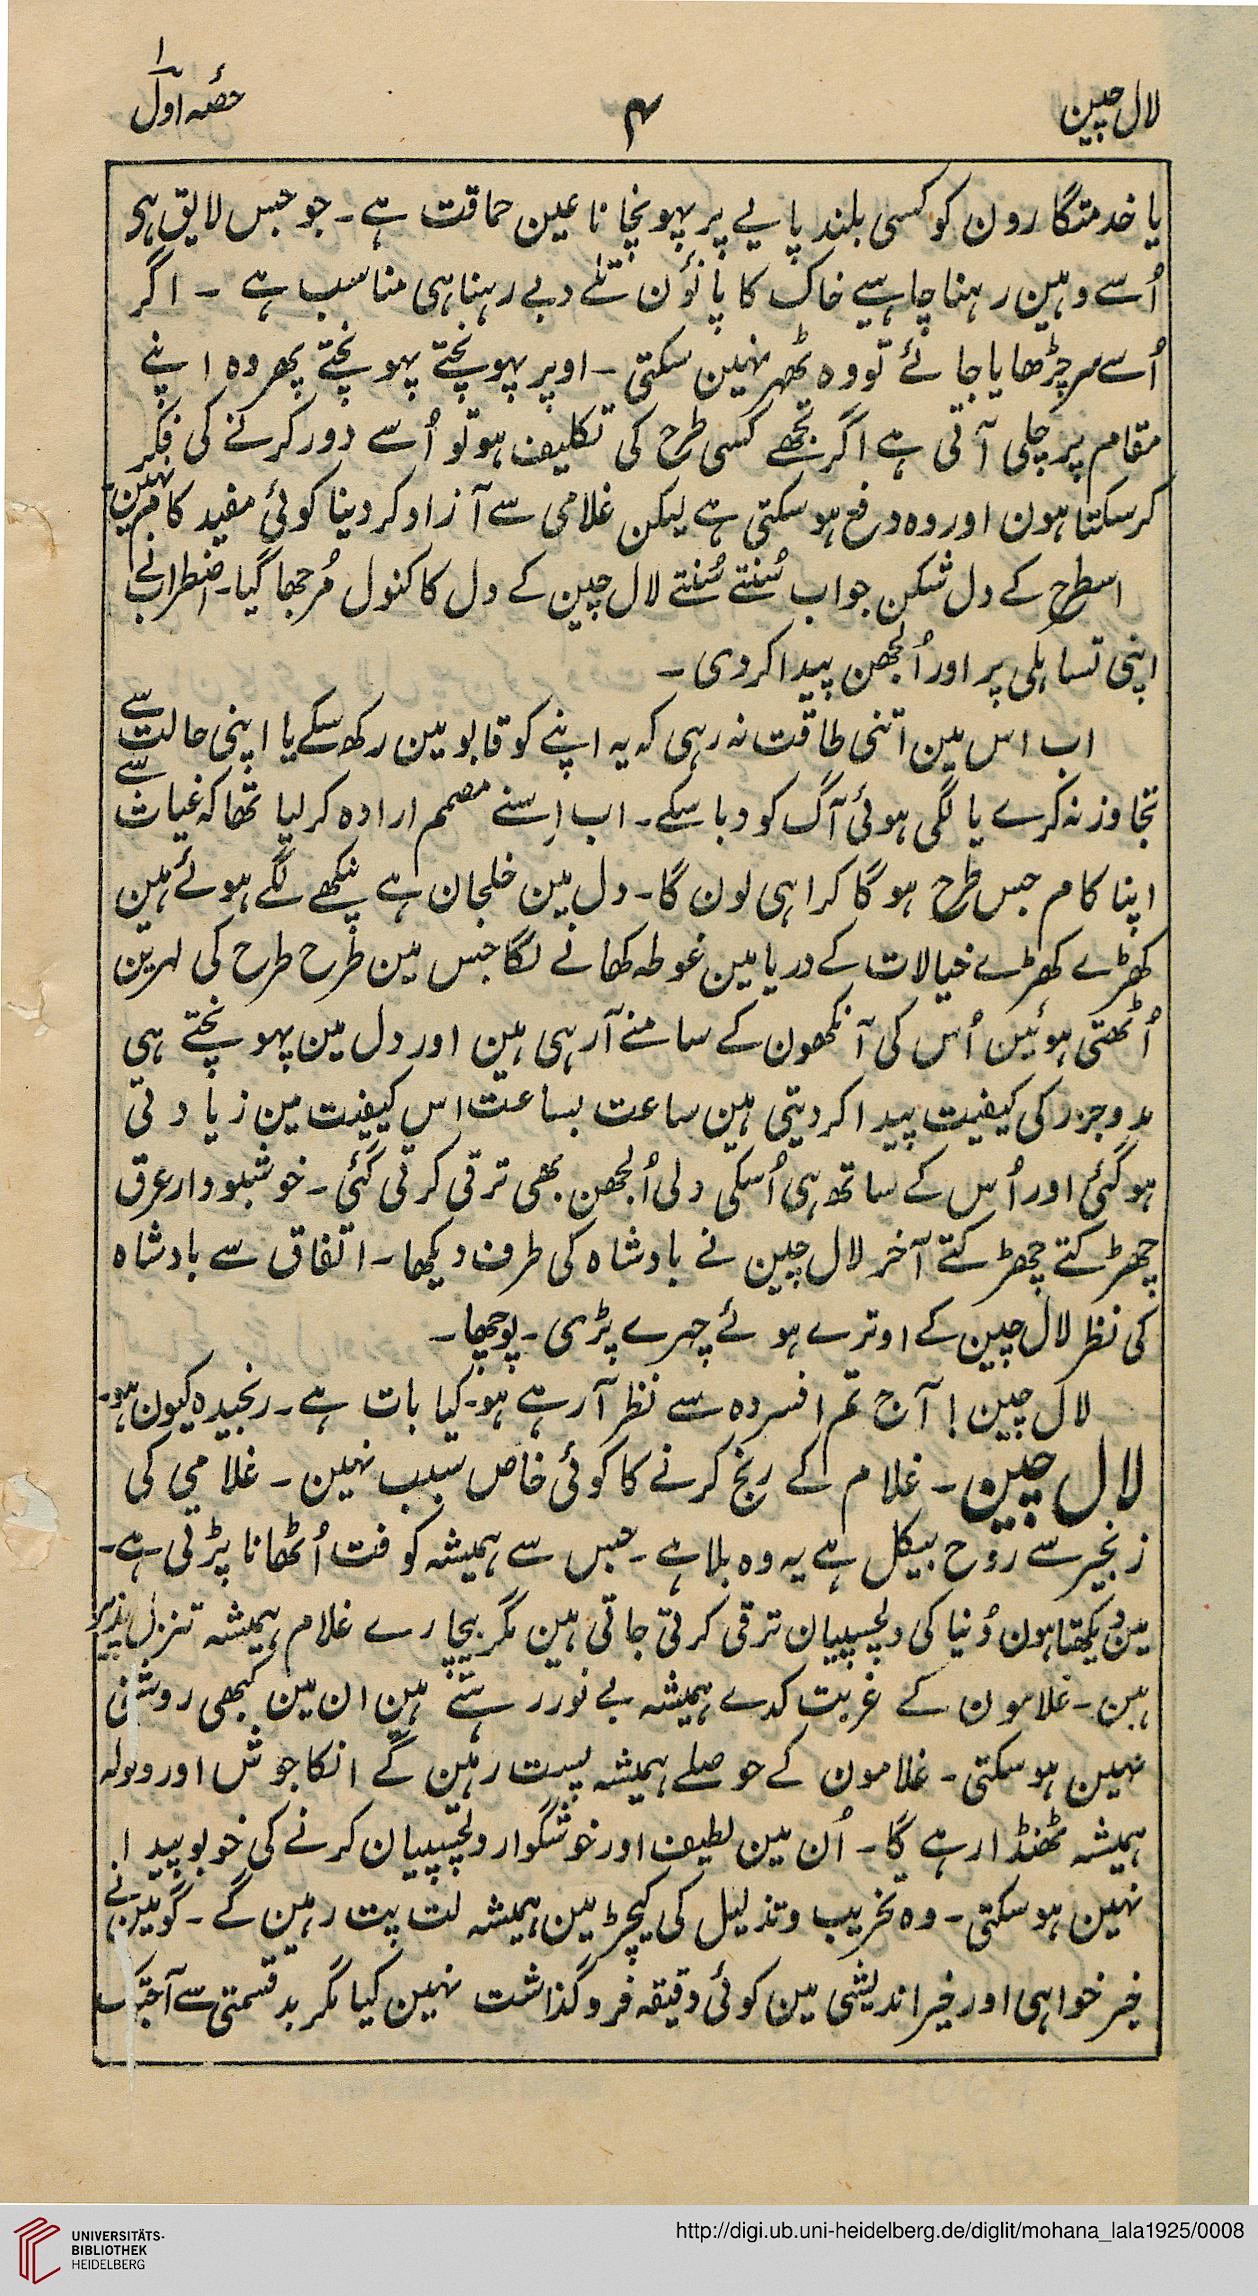 لال چین
۴
حصہ اول
۱
یا خدمتگارون کو کسی بلند پایے پر پہونچانا عین حماقت ہے۔ جو جس لایق ہی
اُسے وہین رہنا چاہیے خاک کا پانوٴن تلے دبے رہنا ہی مناسب ہے ۔ اگر
اُسے سر چڑھایا جائے تو وہ ٹھہر نہین سکتی۔ اوپر پہونچتے پہونچتے پھر وہ اپنے
مقام پر چلی آتی ہے اگر تجھے کسی طرح کی تکلیف ہو تو اُسے دور کرنے کی فکر
کر سکتا ہون اور وہ دفع ہو سکتی ہے لیکن غلامی سے آزاد کر دینا کوئی مفید کام نہین۔
اسطرح کے دل شکن جواب سُنتے سُنتے لال چین کے دل کا کنول مُرجھا گیا۔ اضطراب نے
اپنی تساہلی پر اور اُلجھن پیدا کر دی ۔
اب اس مین اتنی طاقت نہ رہی کہ یہ اپنے کو قابو مین رکھ سکے یا اپنی حالت سے
تجاوز نہ کرے یا لگی ہوئی آگ کو دبا سکے۔ اب اِسنے مصمم ارادہ کر لیا تھا کہ غیاث سے
اپنا کام جس طرح ہو گا کرا ہی لون گا۔ دل مین خلجان ہے پنکھے لگے ہوئے ہین
کھڑے کھڑے خیالات کے دریا مین غوطہ کھانے لگا جس مین طرح طرح کی لہرین
اُٹھتی ہوئین اُس کی آنکھون کے سامنے آ رہی ہین اور دل مین پہونچتے ہی
مد و جزر کی کیفیت پیدا کر دیتی ہین ساعت بساعت اس کیفیت مین زیادتی
ہو گئی اور اُس کے ساتھ ہی اُسکی دلی اُلجھن بھی ترقی کرتی گئی۔ خوشبودار عرق
چھڑکتے چھڑکتے آخر لال چین نے بادشاہ کی طرف دیکھا۔ اتفاق سے بادشاہ
کی نظر لال چین کے اوترے ہوئے چہرے پڑی۔ پوچھا۔
لال چین! آج تم افسردہ سے نظر آ رہے ہو۔ کیا بات ہے۔ رنجیدہ کیون ہو۔
لال چین۔ غلام کے رنج کرنے کا کوئی خاص سبب نہین۔ غلامی کی
زنجیر سے روح بیکل ہے یہ وہ بلا ہے۔ جس سے ہمیشہ کوفت اُٹھانا پڑتی ہے۔
مین دیکھتا ہون دُنیا کی دلچسپیان ترقی کرتی جاتی ہین مگر بیچارے غلام ہمیشہ تنزل پذیر
ہین۔ غلامون کے غربت کدے ہمیشہ بے نور رہتے ہین ان مین کبھی روشنی
نہین ہو سکتی۔ غلامون کے حوصلے ہمیشہ پست رہین گے انکا جوش اور ولولہ
ہمیشہ ٹھنڈا رہے گا۔ اُن مین لطیف اور خوشگوار دلچسپیان کرنے کی خو بو پیدا
نہین ہو سکتی۔ وہ تخریب و تذلیل کی کیچڑ مین ہمیشہ لت پت رہین گے۔ گو مین نے
خیر خواہی اور خیر اندیشی مین کوئی دقیقہ فروگذاشت نہین کیا مگر بد قسمتی سے آجتک
UNIVERSITÄTS-
BIBLIOTHEK
HEIDELBERG
http://digi.ub.uni-heidelberg.de/diglit/mohana_lala1925/0008